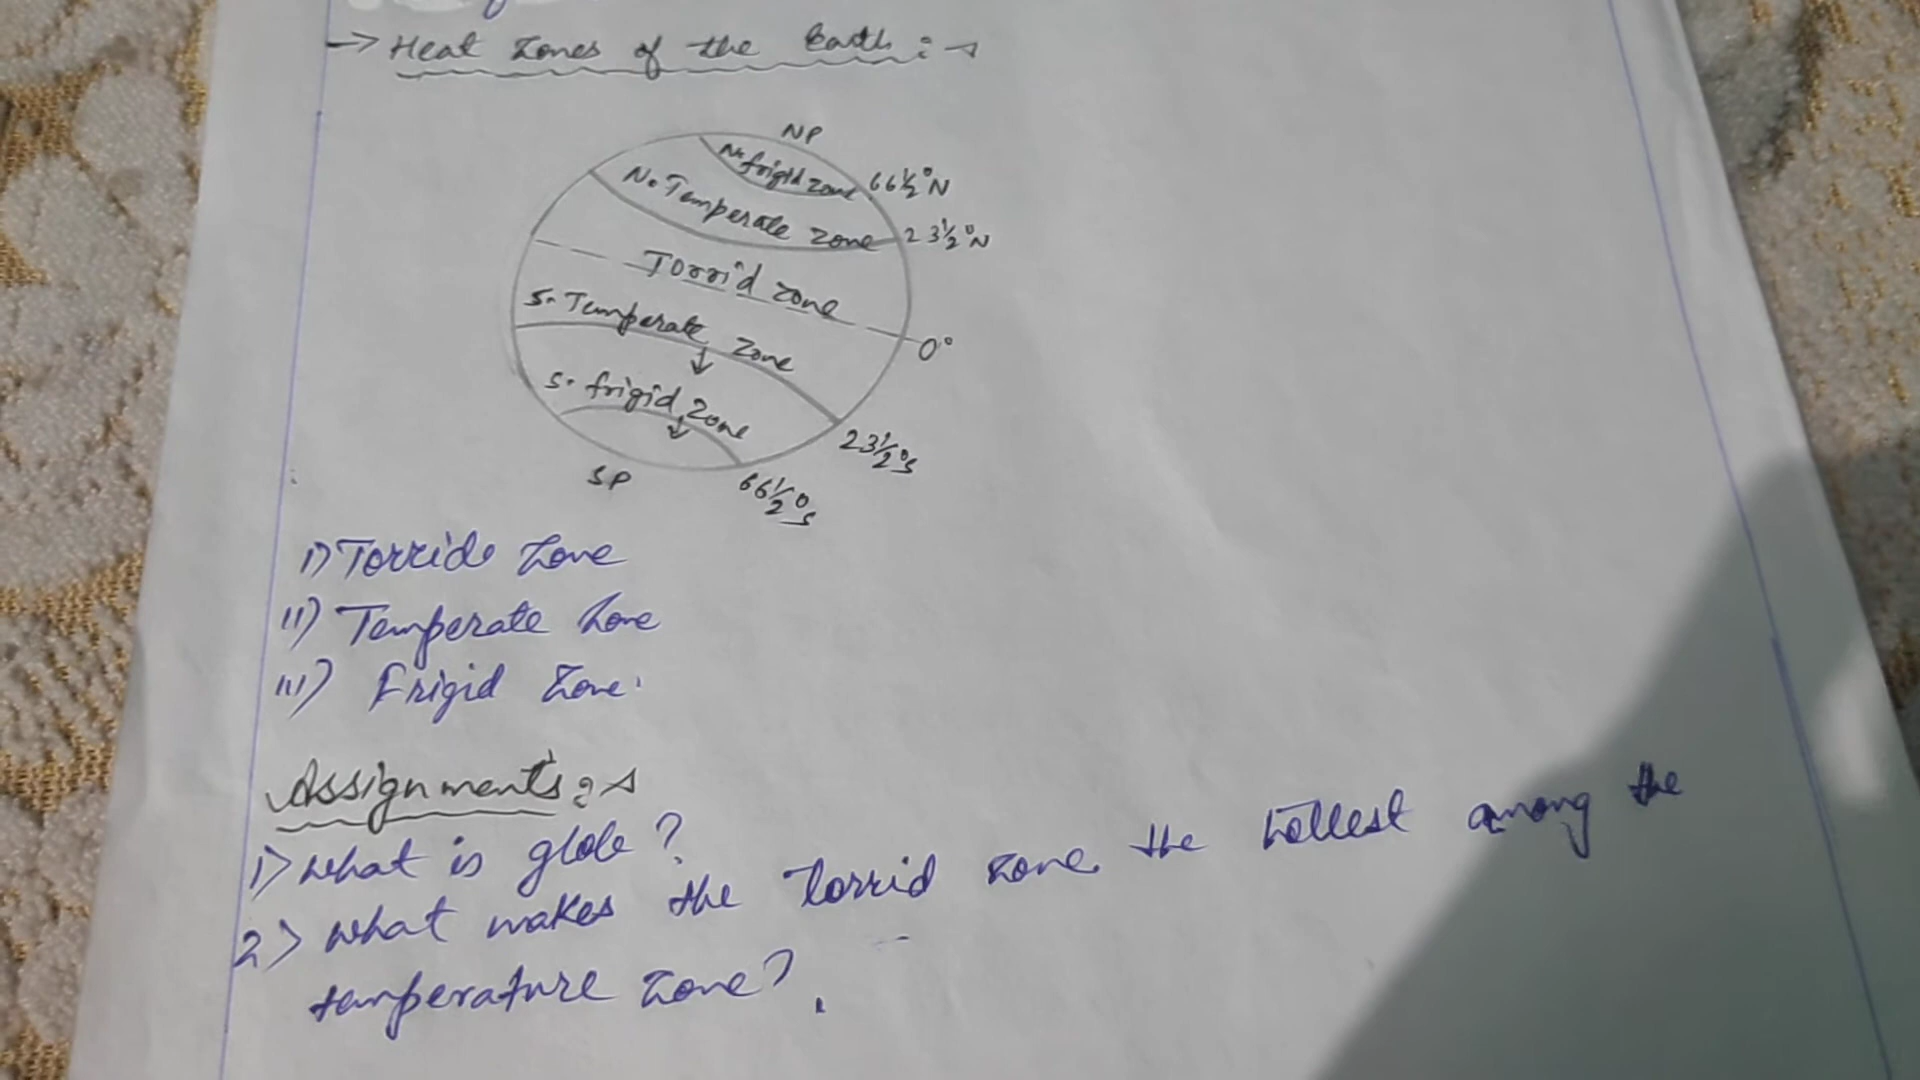 → Heat Zones of the Earth :→
NP
N. frigid zone 66½°N
N. Temperate zone 23½°N
Torrid zone
0°
S. Temperate Zone
S. frigid Zone
23½°S
SP
66½°S
i) Torride Zone
ii) Temperate Zone
iii) Frigid Zone.
Assignments :→
1) What is globe?
2) What makes the Torrid zone the hottest among the
temperature zone?